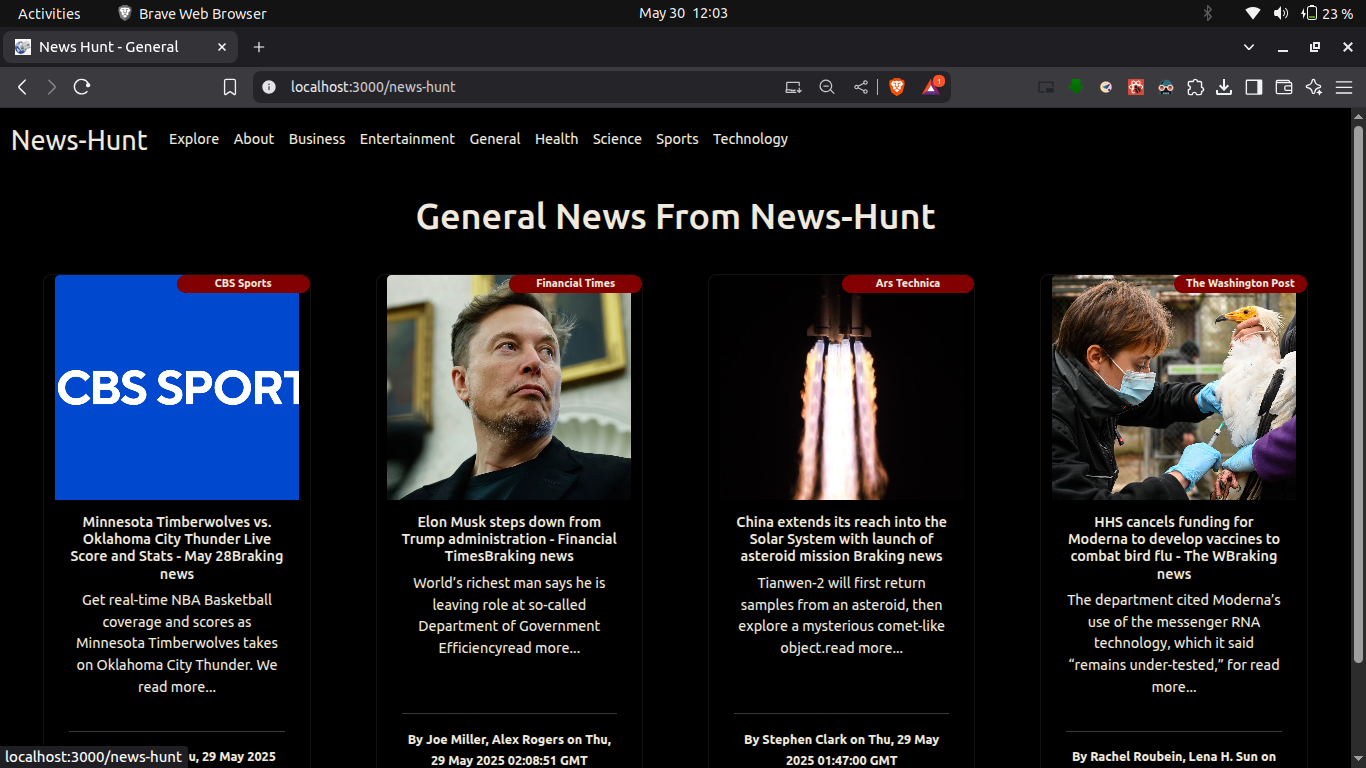 Activities
Brave Web Browser
May 30 12:03
23 %
News Hunt - General
localhost:3000/news-hunt
1
News-Hunt
Explore
About
Business
Entertainment
General
Health
Science
Sports
Technology
General News From News-Hunt
CBS Sports
CBS SPORT
Minnesota Timberwolves vs.
Oklahoma City Thunder Live
Score and Stats - May 28Braking
news
Get real-time NBA Basketball
coverage and scores as
Minnesota Timberwolves takes
on Oklahoma City Thunder. We
read more...
u, 29 May 2025
Financial Times
Elon Musk steps down from
Trump administration - Financial
TimesBraking news
World’s richest man says he is
leaving role at so-called
Department of Government
Efficiencyread more...
By Joe Miller, Alex Rogers on Thu,
29 May 2025 02:08:51 GMT
Ars Technica
China extends its reach into the
Solar System with launch of
asteroid mission Braking news
Tianwen-2 will first return
samples from an asteroid, then
explore a mysterious comet-like
object.read more...
By Stephen Clark on Thu, 29 May
2025 01:47:00 GMT
The Washington Post
HHS cancels funding for
Moderna to develop vaccines to
combat bird flu - The WBraking
news
The department cited Moderna’s
use of the messenger RNA
technology, which it said
“remains under-tested,” for read
more...
By Rachel Roubein, Lena H. Sun on
localhost:3000/news-hunt